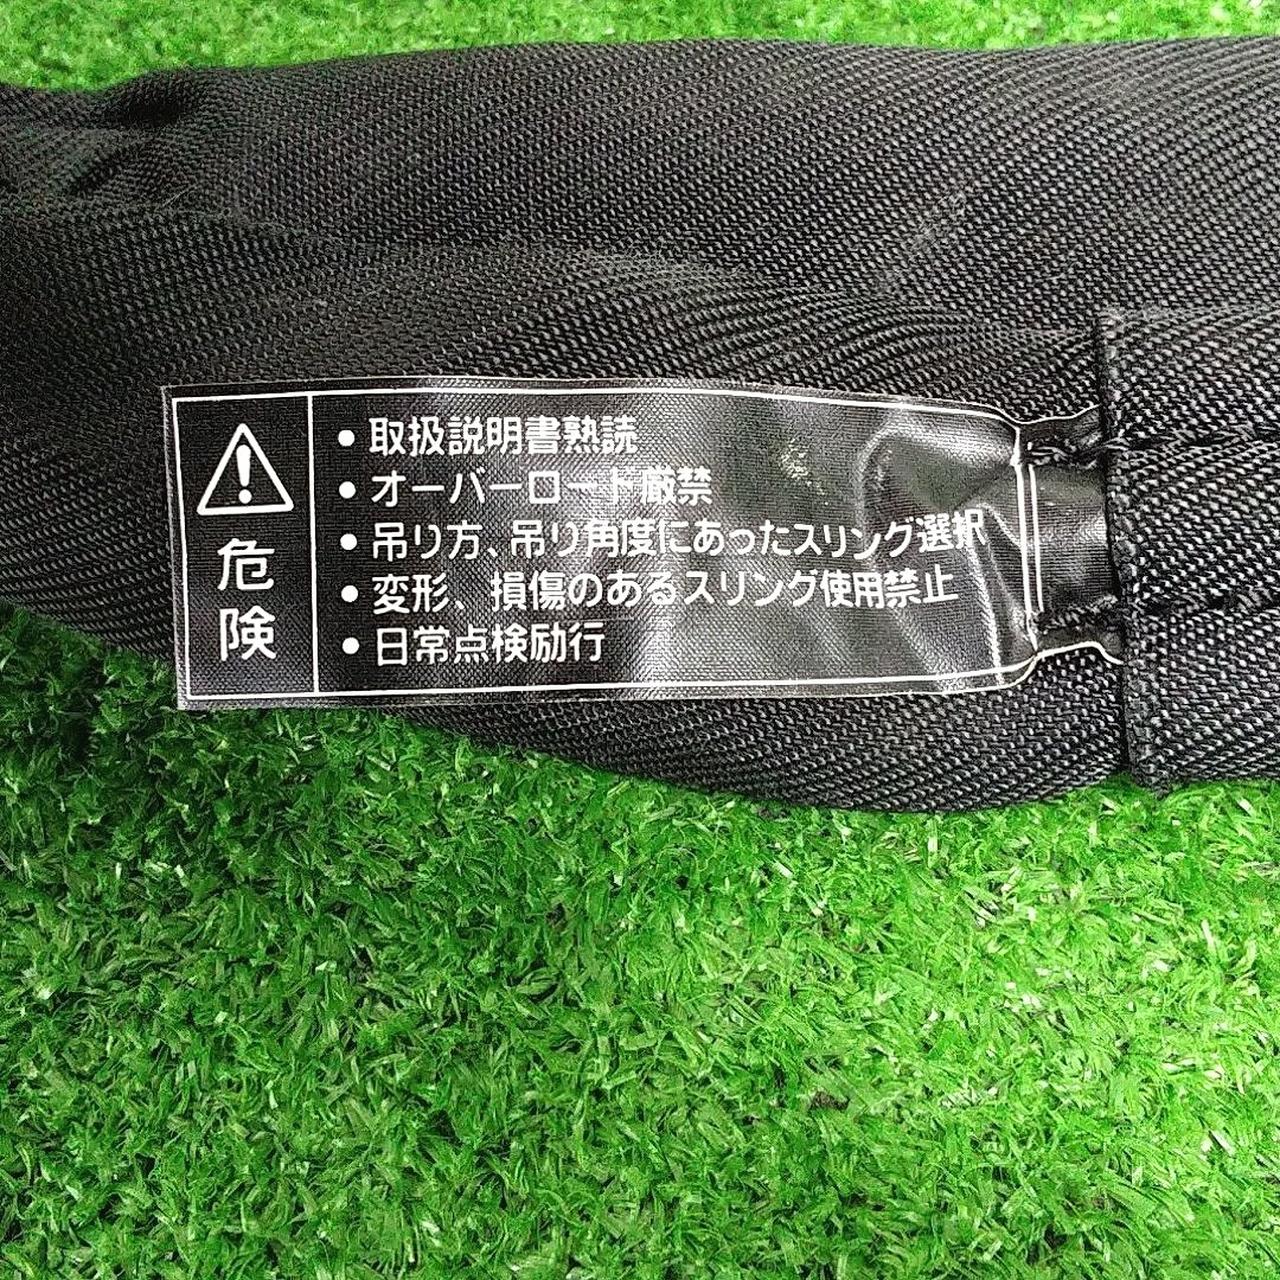 危険
• 取扱説明書熟読
• オーバーロード厳禁
• 吊り方、吊り角度にあったスリング選択
• 変形、損傷のあるスリング使用禁止
• 日常点検励行